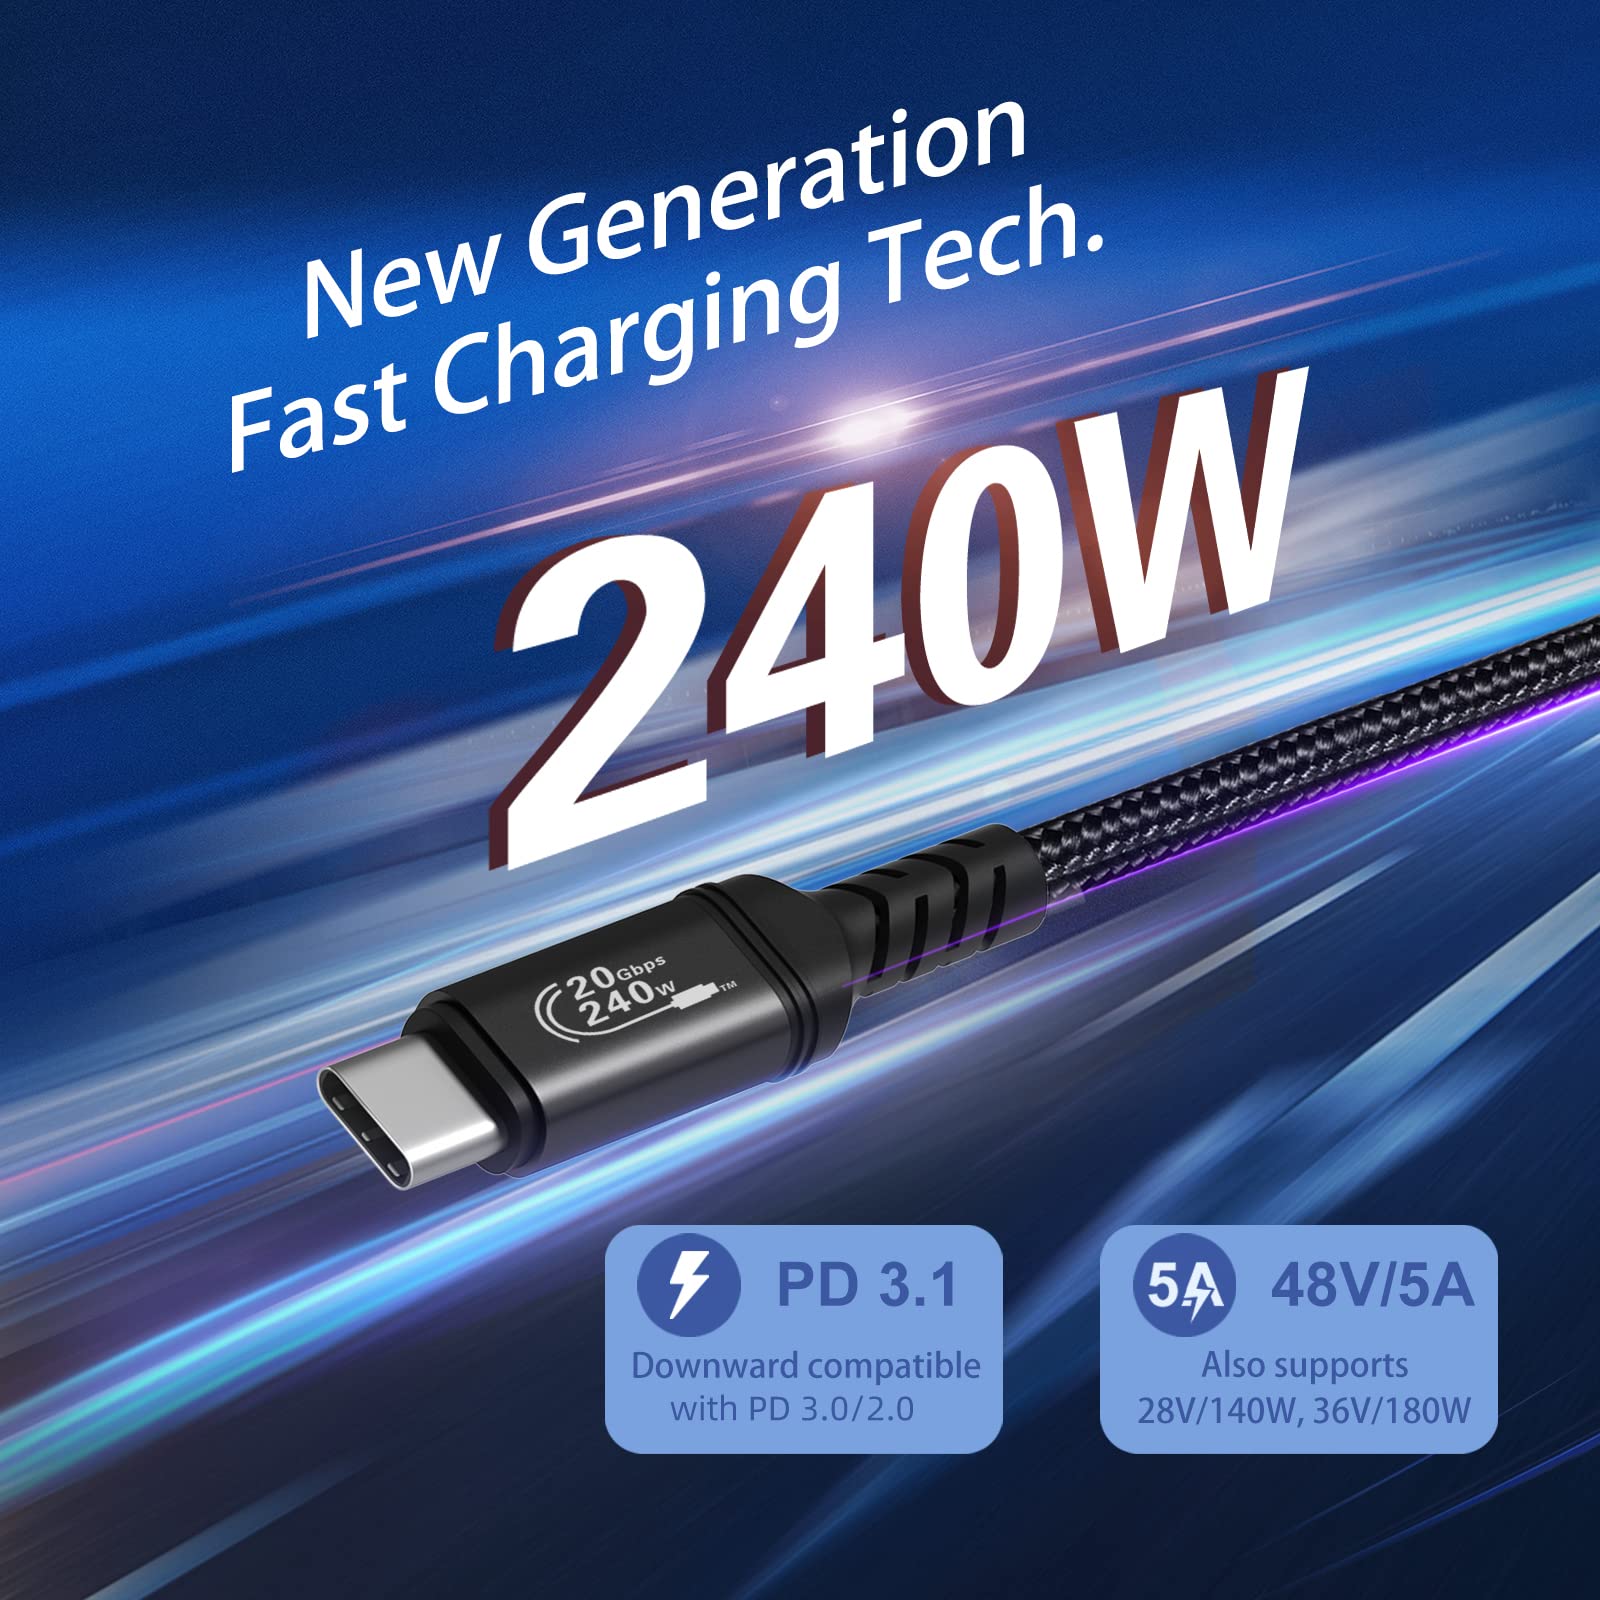 New Generation
Fast Charging Tech.
240W
20Gbps
240W ™
PD 3.1
Downward compatible
with PD 3.0/2.0
5A 48V/5A
Also supports
28V/140W, 36V/180W